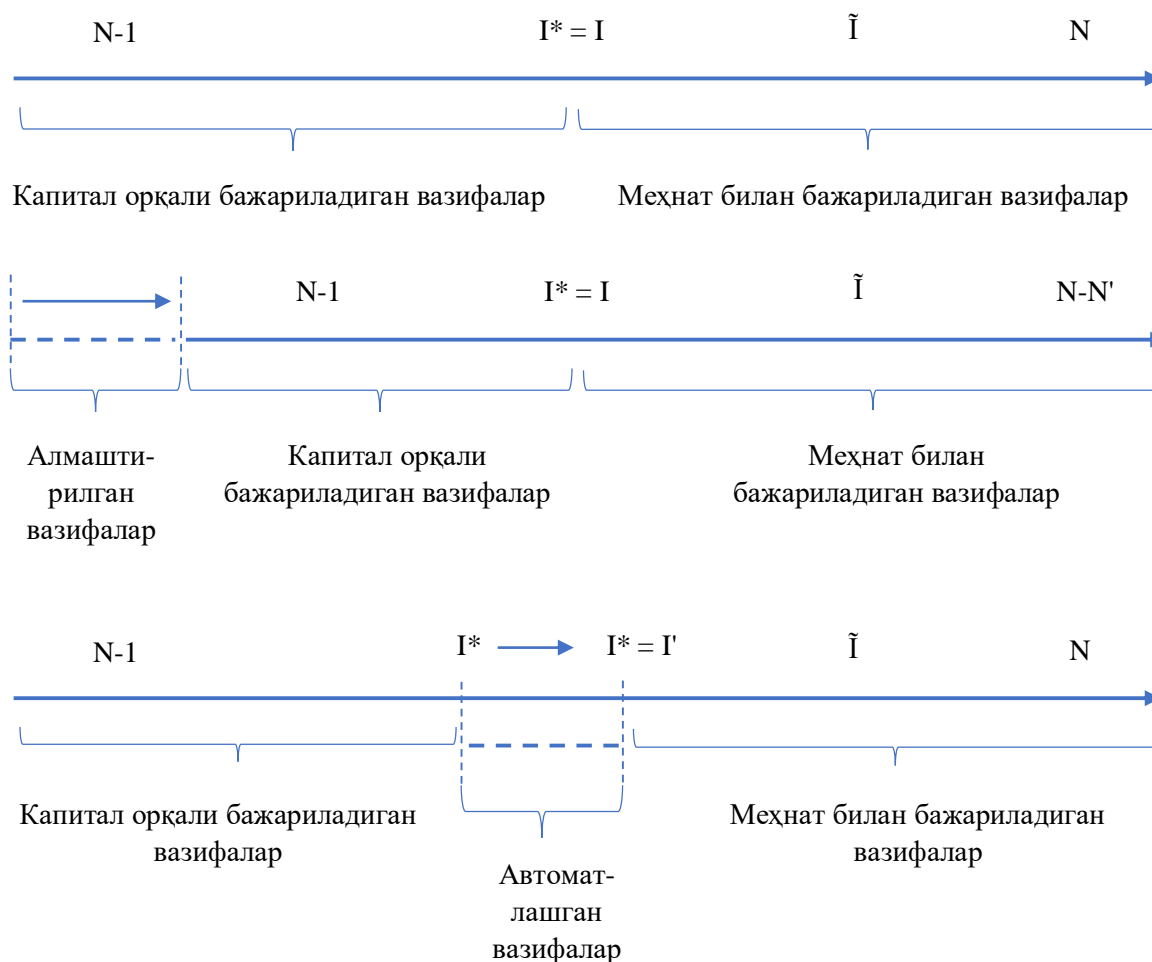 N-1 I* = I Ĩ N
Капитал орқали бажариладиган вазифалар Меҳнат билан бажариладиган вазифалар
N-1 I* = I Ĩ N-N'
Алмашти-
рилган
вазифалар
Капитал орқали
бажариладиган вазифалар
Меҳнат билан
бажариладиган вазифалар
N-1 I* I* = I' Ĩ N
Капитал орқали бажариладиган
вазифалар
Автомат-
лашган
вазифалар
Меҳнат билан бажариладиган
вазифалар